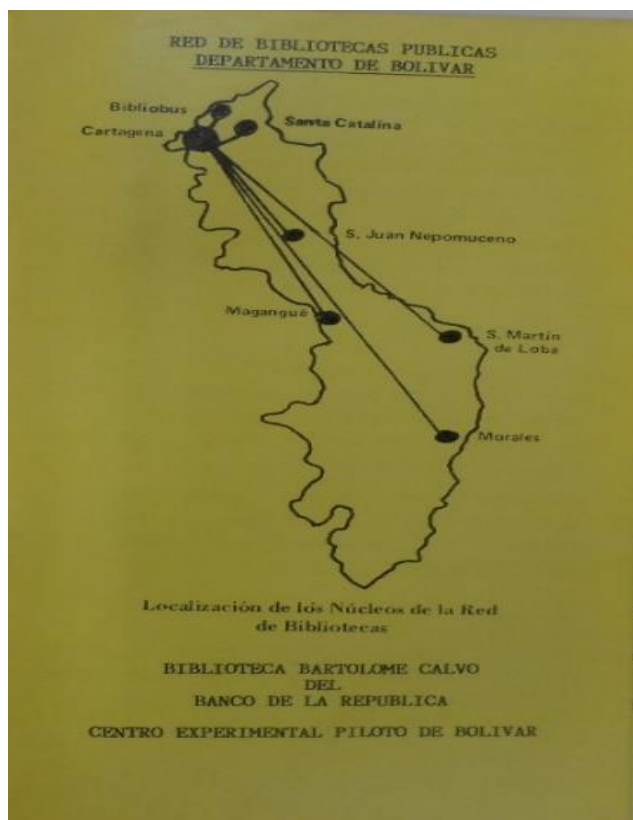 RED DE BIBLIOTECAS PUBLICAS
DEPARTAMENTO DE BOLIVAR
Bibliobus
Santa Catalina
Cartagena
S. Juan Nepomuceno
Magangué
S. Martín
de Loba
Morales
Localización de los Núcleos de la Red
de Bibliotecas
BIBLIOTECA BARTOLOME CALVO
DEL
BANCO DE LA REPUBLICA
CENTRO EXPERIMENTAL PILOTO DE BOLIVAR